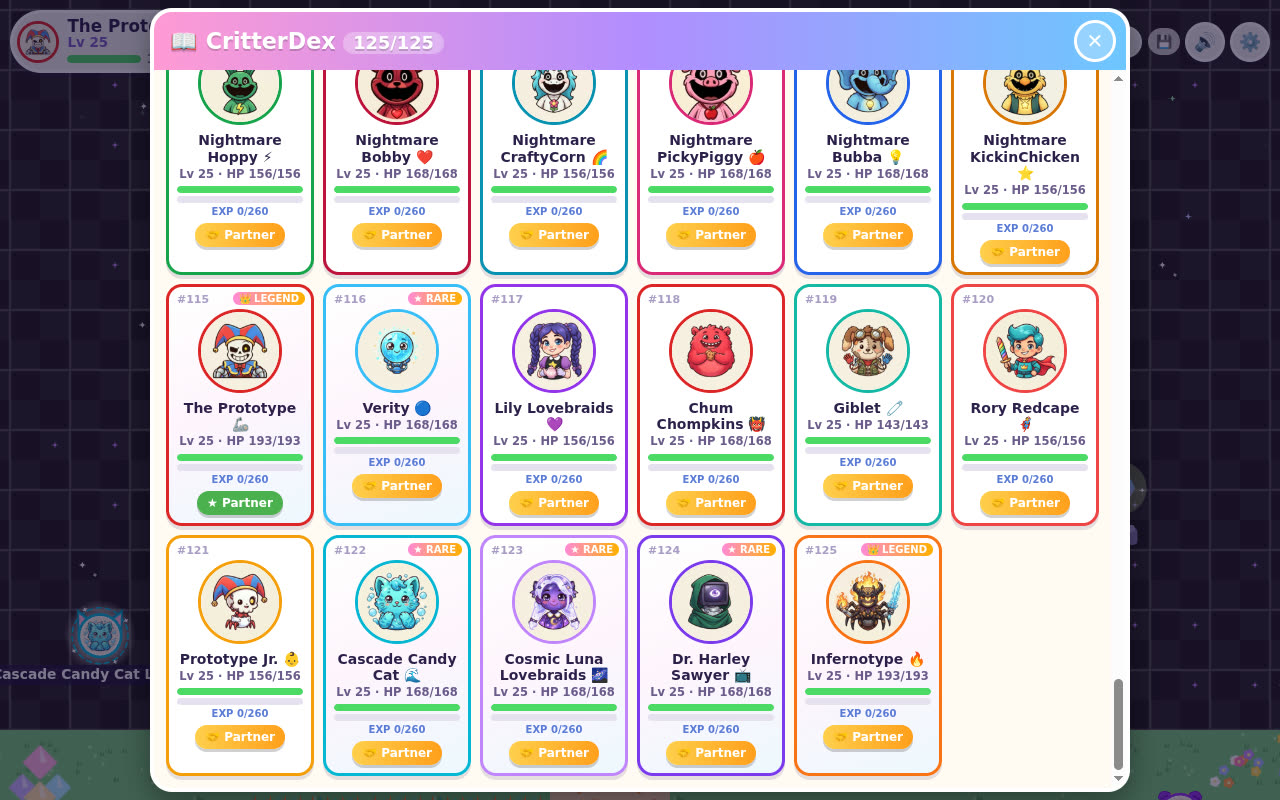 The Prot
Lv 25
CritterDex 125/125
Nightmare
Hoppy ⚡
Lv 25 · HP 156/156
EXP 0/260
Partner
Nightmare
Bobby ❤️
Lv 25 · HP 168/168
EXP 0/260
Partner
Nightmare
CraftyCorn 🌈
Lv 25 · HP 156/156
EXP 0/260
Partner
Nightmare
PickyPiggy 🍎
Lv 25 · HP 168/168
EXP 0/260
Partner
Nightmare
Bubba 💡
Lv 25 · HP 168/168
EXP 0/260
Partner
Nightmare
KickinChicken
⭐
Lv 25 · HP 156/156
EXP 0/260
Partner
#115 LEGEND
The Prototype
🦾
Lv 25 · HP 193/193
EXP 0/260
★ Partner
#116 ★ RARE
Verity 🔵
Lv 25 · HP 168/168
EXP 0/260
Partner
#117
Lily Lovebraids
💜
Lv 25 · HP 156/156
EXP 0/260
Partner
#118
Chum
Chompkins 👹
Lv 25 · HP 168/168
EXP 0/260
Partner
#119
Giblet 🧷
Lv 25 · HP 143/143
EXP 0/260
Partner
#120
Rory Redcape
🦸
Lv 25 · HP 156/156
EXP 0/260
Partner
#121
Prototype Jr. 👶
Lv 25 · HP 156/156
EXP 0/260
Partner
#122 ★ RARE
Cascade Candy
Cat 🌊
Lv 25 · HP 168/168
EXP 0/260
Partner
#123 ★ RARE
Cosmic Luna
Lovebraids 🌌
Lv 25 · HP 168/168
EXP 0/260
Partner
#124 ★ RARE
Dr. Harley
Sawyer 📺
Lv 25 · HP 168/168
EXP 0/260
Partner
#125 LEGEND
Infernotype 🔥
Lv 25 · HP 193/193
EXP 0/260
Partner
Cascade Candy Cat L